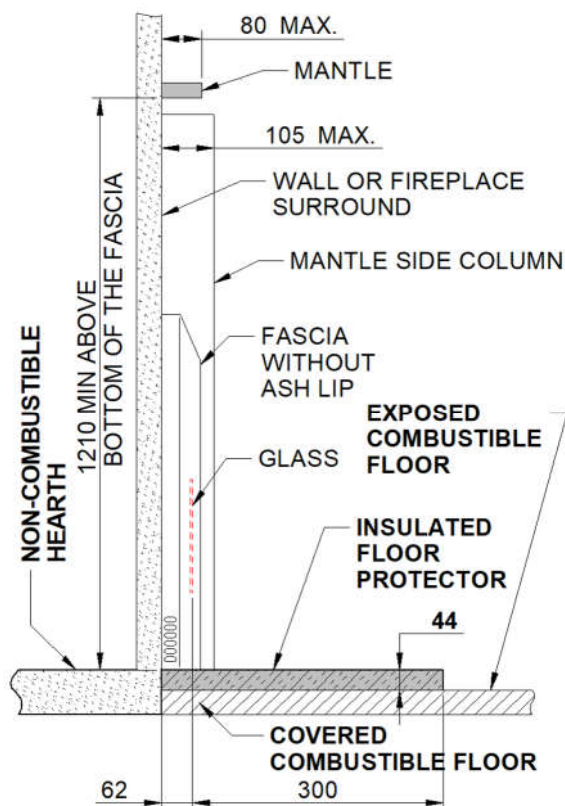 80 MAX.
MANTLE
105 MAX.
WALL OR FIREPLACE
SURROUND
MANTLE SIDE COLUMN
1210 MIN ABOVE
BOTTOM OF THE FASCIA
FASCIA
WITHOUT
ASH LIP
EXPOSED
COMBUSTIBLE
FLOOR
GLASS
NON-COMBUSTIBLE
HEARTH
INSULATED
FLOOR
PROTECTOR
44
COVERED
COMBUSTIBLE FLOOR
62
300